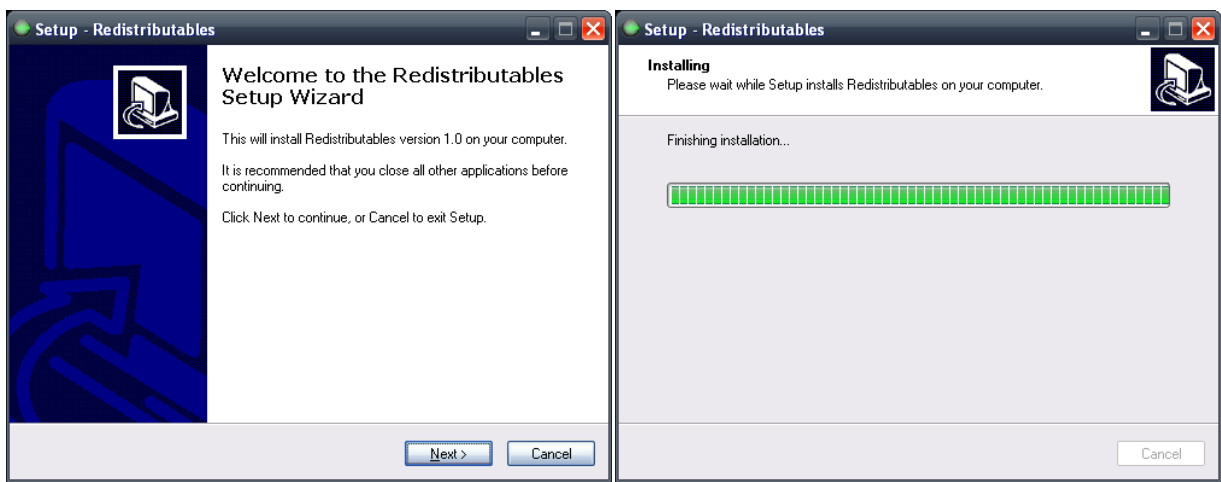 Setup - Redistributables
Welcome to the Redistributables
Setup Wizard
This will install Redistributables version 1.0 on your computer.
It is recommended that you close all other applications before
continuing.
Click Next to continue, or Cancel to exit Setup.
Next >
Cancel
Setup - Redistributables
Installing
Please wait while Setup installs Redistributables on your computer.
Finishing installation...
Cancel